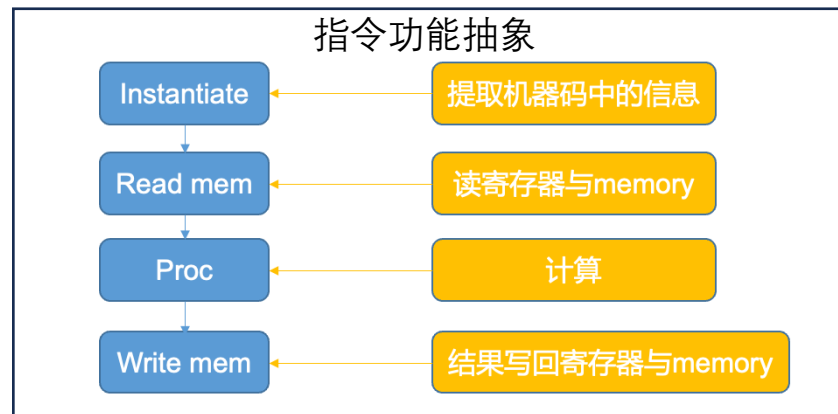 指令功能抽象
Instantiate
提取机器码中的信息
Read mem
读寄存器与memory
Proc
计算
Write mem
结果写回寄存器与memory